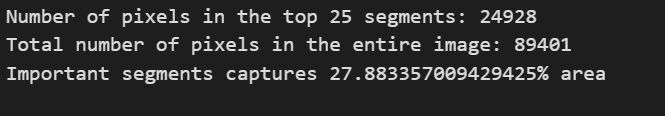 Number of pixels in the top 25 segments: 24928
Total number of pixels in the entire image: 89401
Important segments captures 27.883357009429425% area